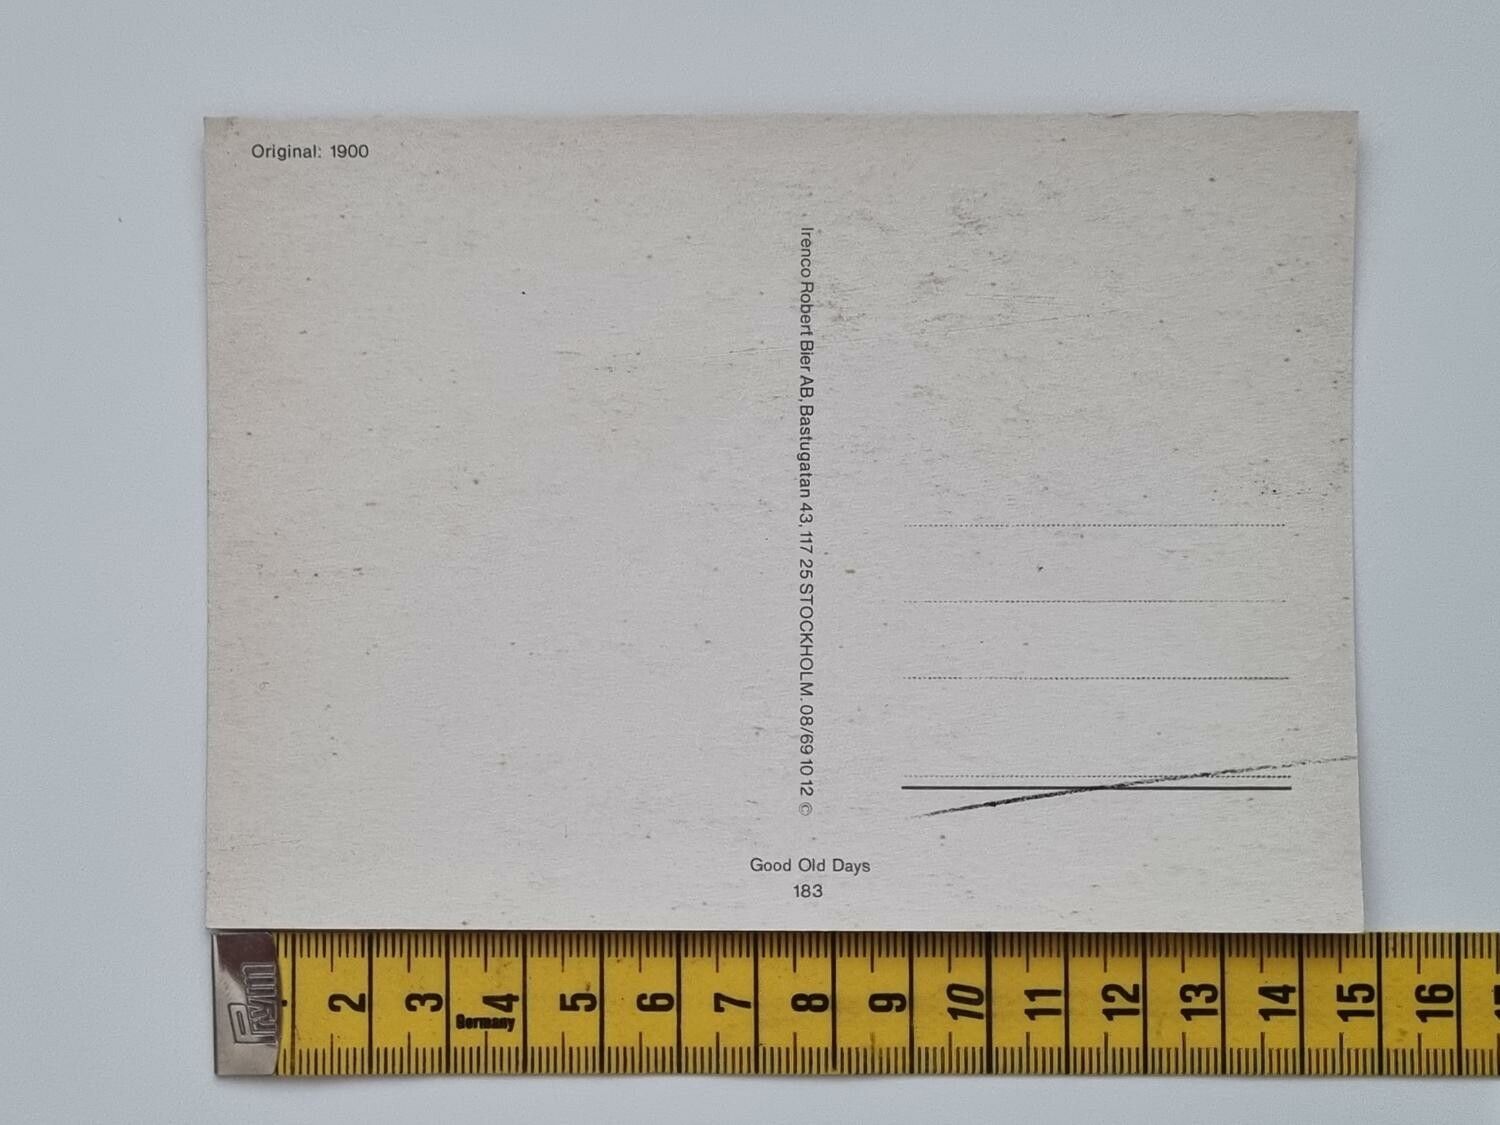 Original: 1900
Irenco Robert Bier AB, Bastugatan 43, 117 25 STOCKHOLM. 08/69 10 12 ©
Good Old Days
183
Prym
2 3 4 5 6 7 8 9 10 11 12 13 14 15 16
Germany